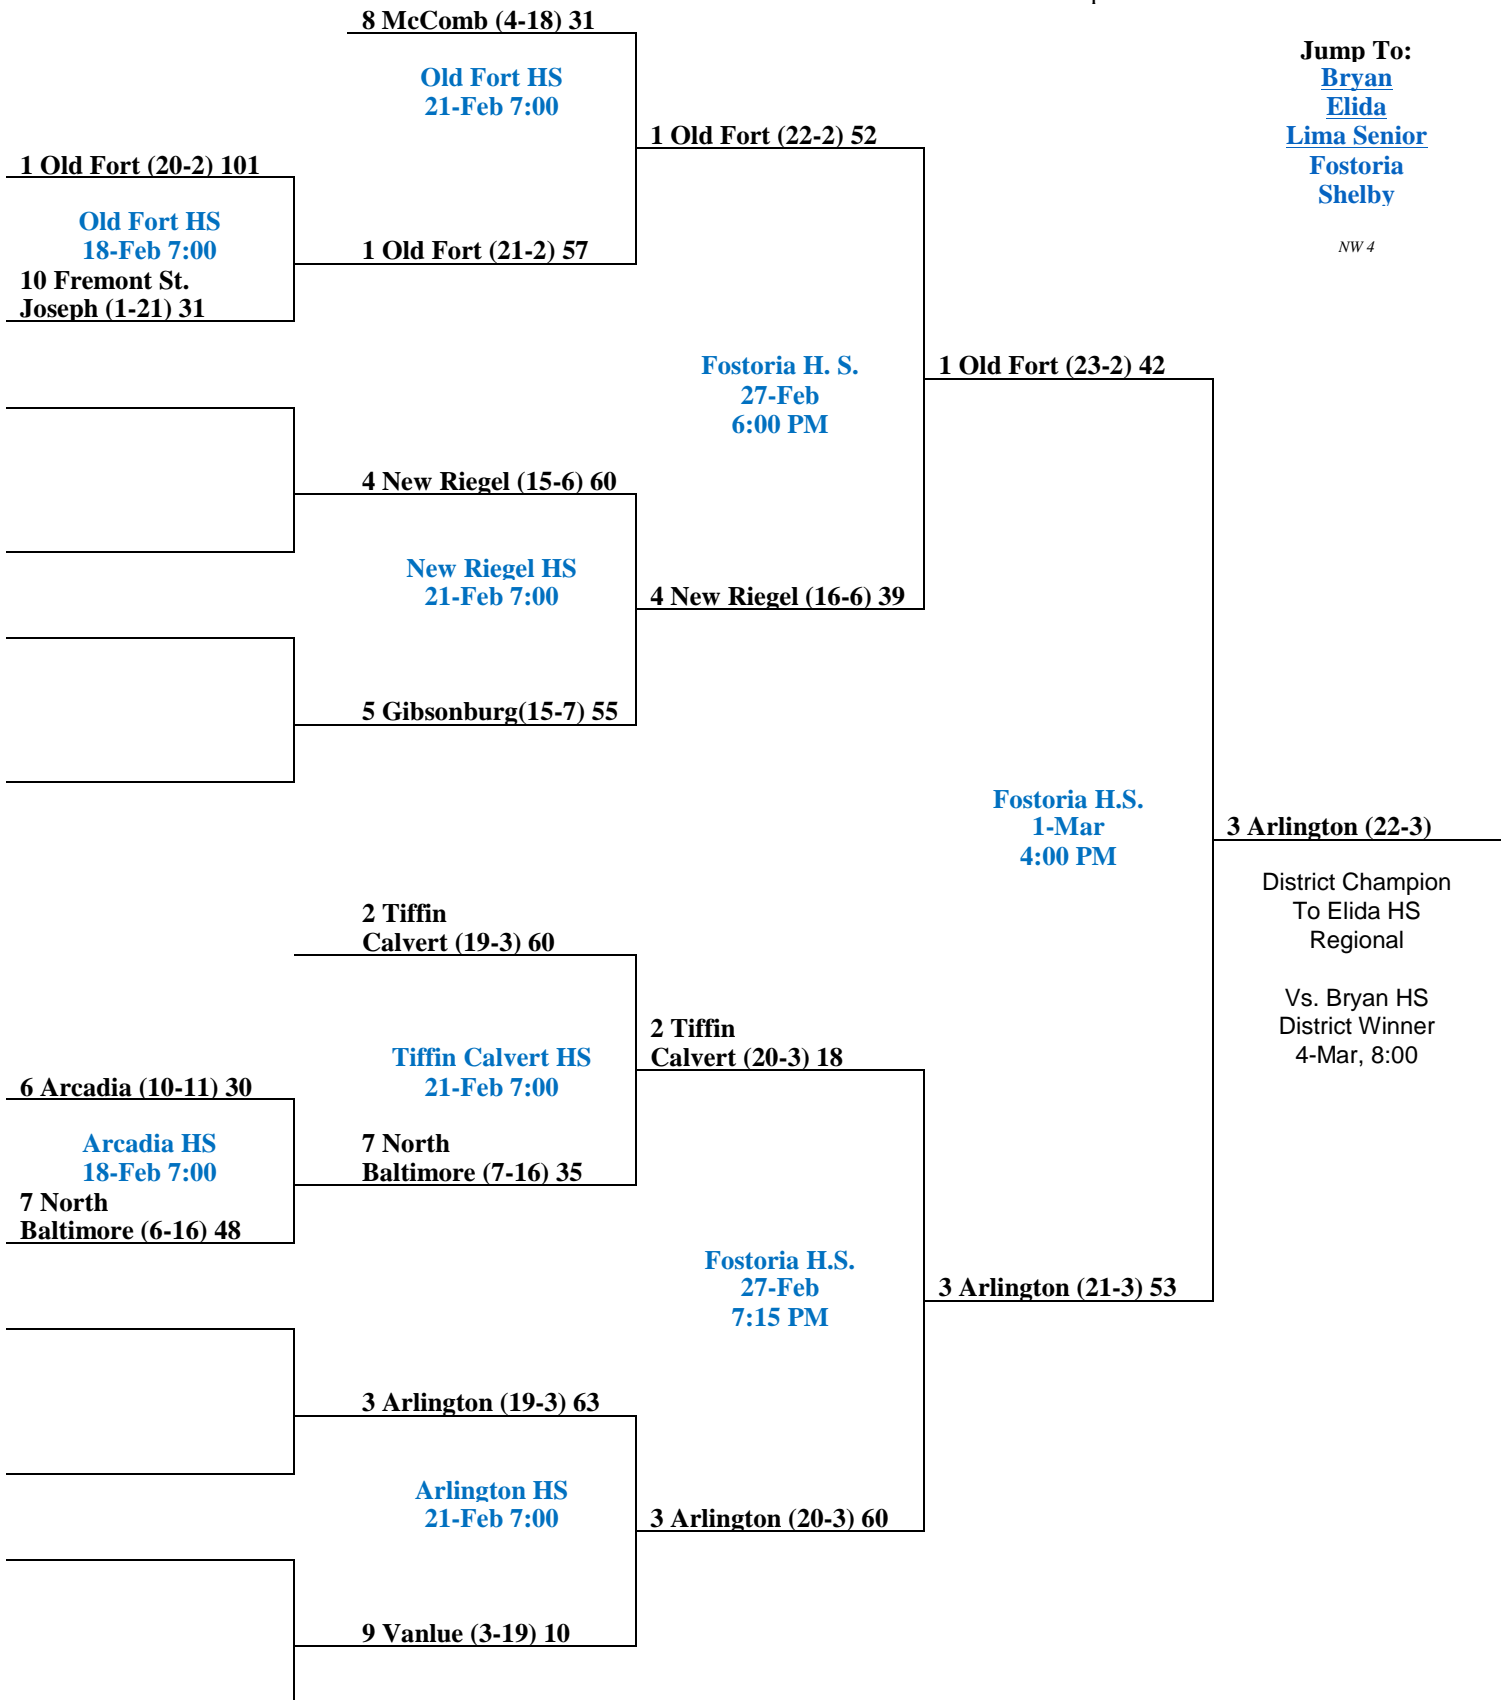 8 McComb (4-18) 31
Old Fort HS
21-Feb 7:00
Jump To:
Bryan
Elida
Lima Senior
Fostoria
Shelby
NW 4
1 Old Fort (22-2) 52
1 Old Fort (20-2) 101
Old Fort HS
18-Feb 7:00
1 Old Fort (21-2) 57
10 Fremont St.
Joseph (1-21) 31
Fostoria H. S.
27-Feb
6:00 PM
1 Old Fort (23-2) 42
4 New Riegel (15-6) 60
New Riegel HS
21-Feb 7:00
4 New Riegel (16-6) 39
5 Gibsonburg(15-7) 55
Fostoria H.S.
1-Mar
4:00 PM
3 Arlington (22-3)
District Champion
To Elida HS
Regional
Vs. Bryan HS
District Winner
4-Mar, 8:00
2 Tiffin
Calvert (19-3) 60
Tiffin Calvert HS
21-Feb 7:00
2 Tiffin
Calvert (20-3) 18
6 Arcadia (10-11) 30
Arcadia HS
18-Feb 7:00
7 North
Baltimore (7-16) 35
7 North
Baltimore (6-16) 48
Fostoria H.S.
27-Feb
7:15 PM
3 Arlington (21-3) 53
3 Arlington (19-3) 63
Arlington HS
21-Feb 7:00
3 Arlington (20-3) 60
9 Vanlue (3-19) 10